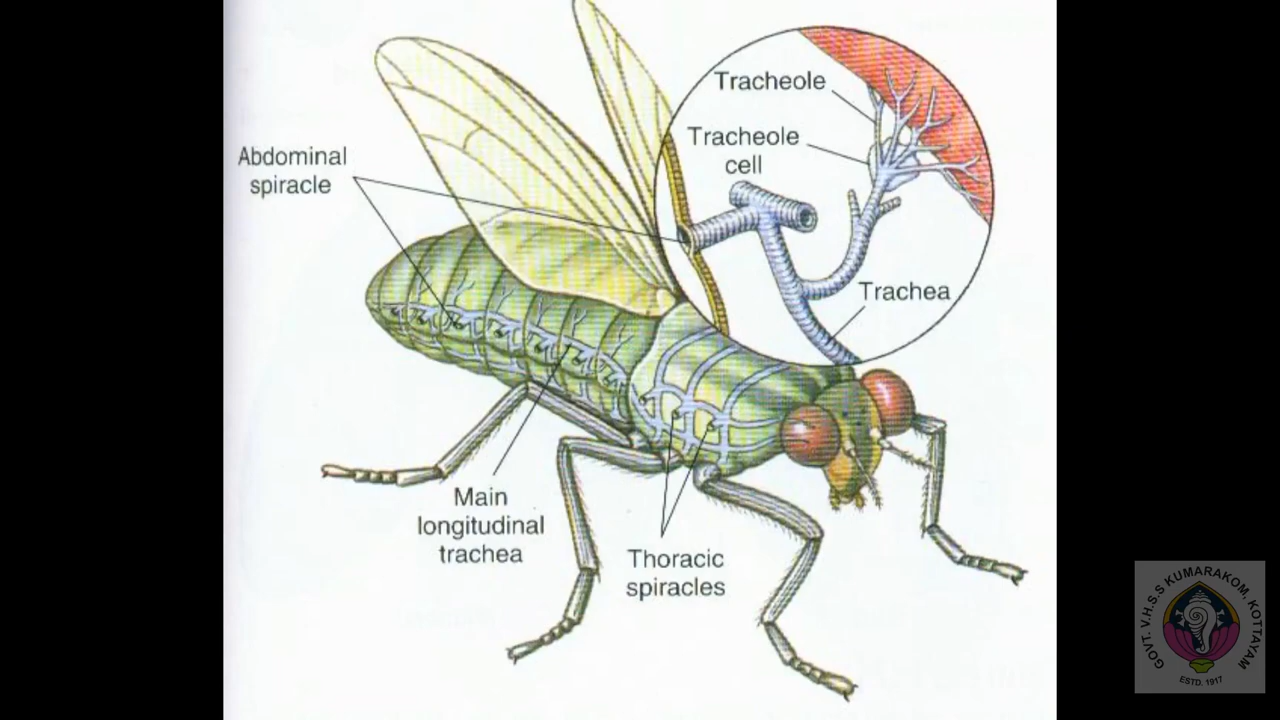 Tracheole
Tracheole
cell
Abdominal
spiracle
Trachea
Main
longitudinal
trachea
Thoracic
spiracles
GOVT. V.H.S.S KUMARAKOM, KOTTAYAM
ESTD. 1917